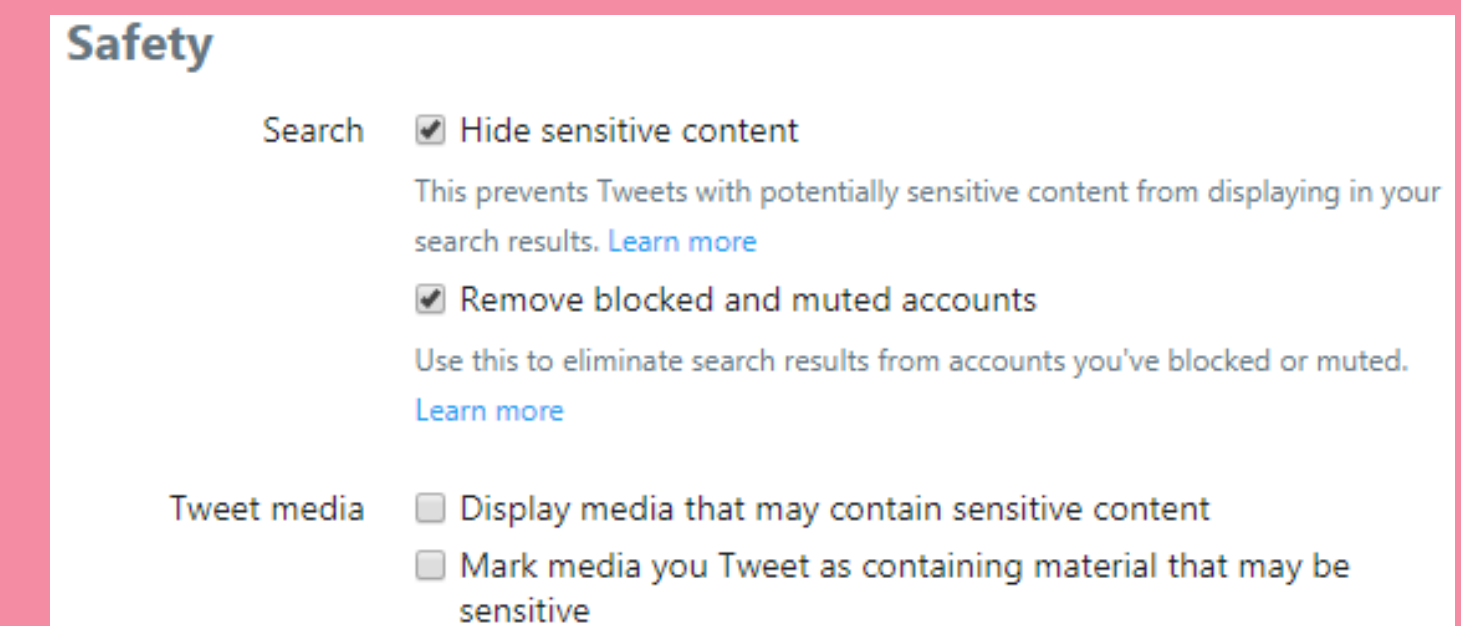 Safety
Search Hide sensitive content
This prevents Tweets with potentially sensitive content from displaying in your
search results. Learn more
Remove blocked and muted accounts
Use this to eliminate search results from accounts you've blocked or muted.
Learn more
Tweet media Display media that may contain sensitive content
Mark media you Tweet as containing material that may be
sensitive